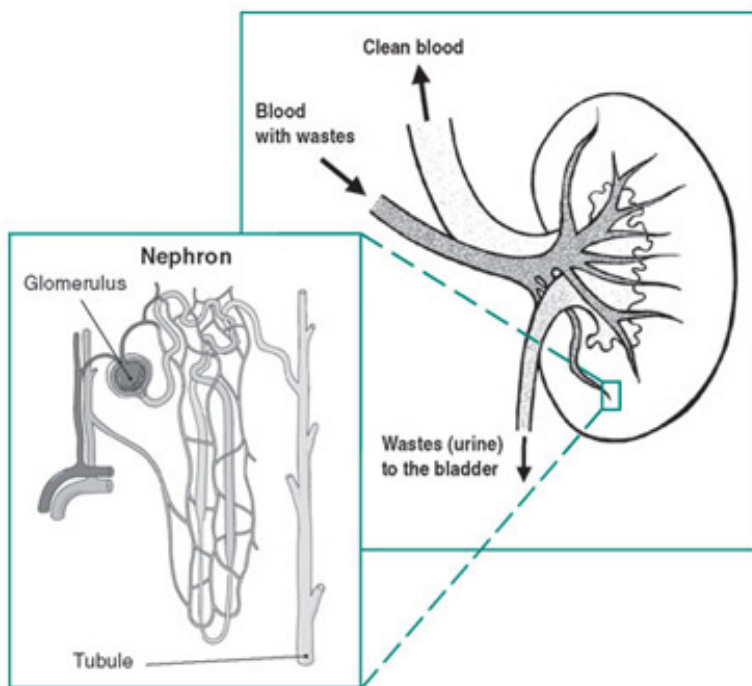 Clean blood
Blood
with wastes
Nephron
Glomerulus
Wastes (urine)
to the bladder
Tubule